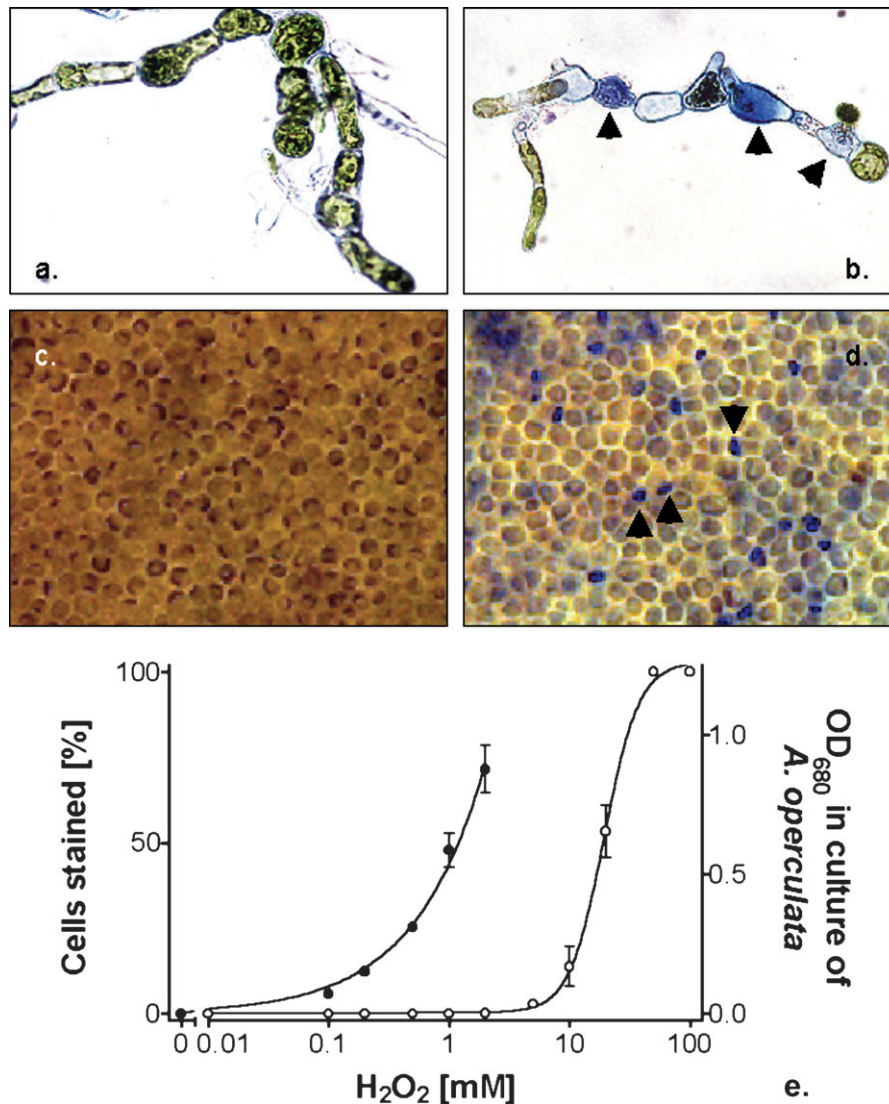 a.
b.
c.
d.
100
50
0
Cells stained [%]
1.0
0.5
0.0
OD680 in culture of
A. operculata
0 0.01 0.1 1 10 100
H2O2 [mM]
e.